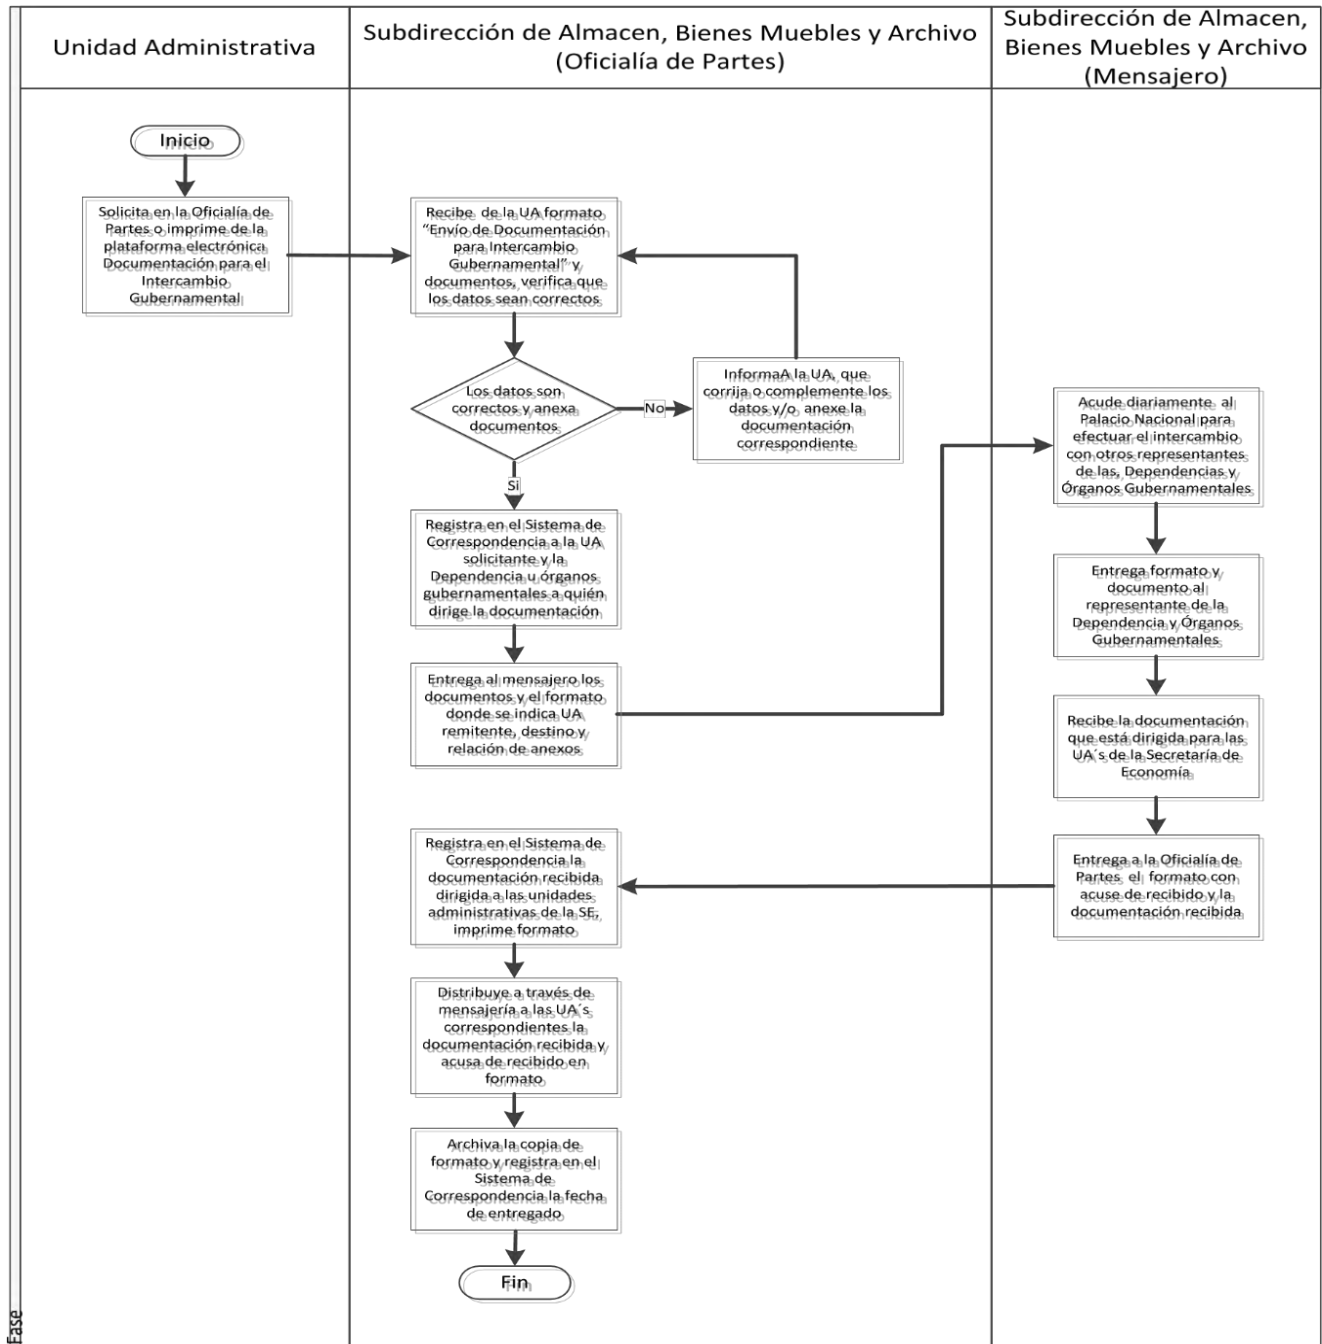 Unidad Administrativa
Subdirección de Almacen, Bienes Muebles y Archivo
(Oficialía de Partes)
Subdirección de Almacen,
Bienes Muebles y Archivo
(Mensajero)
Inicio
Solicita en la Oficialía de
Partes o imprime de la
plataforma electrónica
Documentación para el
Intercambio
Gubernamental
Recibe de la UA formato
“Envío de Documentación
para Intercambio
Gubernamental” y
documentos, verifica que
los datos sean correctos
Los datos son
correctos y anexa
documentos
No
InformaA la UA, que
corrija o complemente los
datos y/o anexe la
documentación
correspondiente
Si
Registra en el Sistema de
Correspondencia a la UA
solicitante y la
Dependencia u órganos
gubernamentales a quién
dirige la documentación
Entrega al mensajero los
documentos y el formato
donde se indica UA
remitente, destino y
relación de anexos
Acude diariamente al
Palacio Nacional para
efectuar el intercambio
con otros representantes
de las, Dependencias y
Órganos Gubernamentales
Entrega formato y
documento al
representante de la
Dependencia y Órganos
Gubernamentales
Recibe la documentación
que está dirigida para las
UA´s de la Secretaría de
Economía
Entrega a la Oficialía de
Partes el formato con
acuse de recibido y la
documentación recibida
Registra en el Sistema de
Correspondencia la
documentación recibida
dirigida a las unidades
administrativas de la SE,
imprime formato
Distribuye a través de
mensajería a las UA´s
correspondientes la
documentación recibida y
acusa de recibido en
formato
Archiva la copia de
formato y registra en el
Sistema de
Correspondencia la fecha
de entregado
Fin
Fase